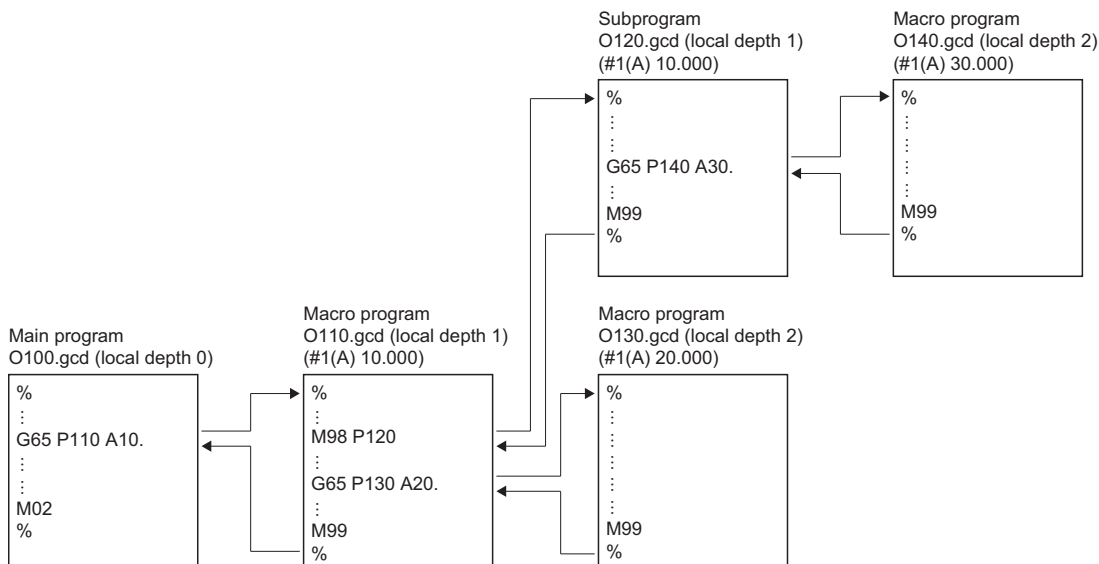 Subprogram
O120.gcd (local depth 1)
(#1(A) 10.000)
%
⋮
⋮
G65 P140 A30.
⋮
M99
%
Macro program
O140.gcd (local depth 2)
(#1(A) 30.000)
%
⋮
⋮
⋮
⋮
M99
%
Main program
O100.gcd (local depth 0)
%
⋮
G65 P110 A10.
⋮
⋮
M02
%
Macro program
O110.gcd (local depth 1)
(#1(A) 10.000)
%
⋮
M98 P120
⋮
G65 P130 A20.
⋮
M99
%
Macro program
O130.gcd (local depth 2)
(#1(A) 20.000)
%
⋮
⋮
⋮
⋮
⋮
M99
%